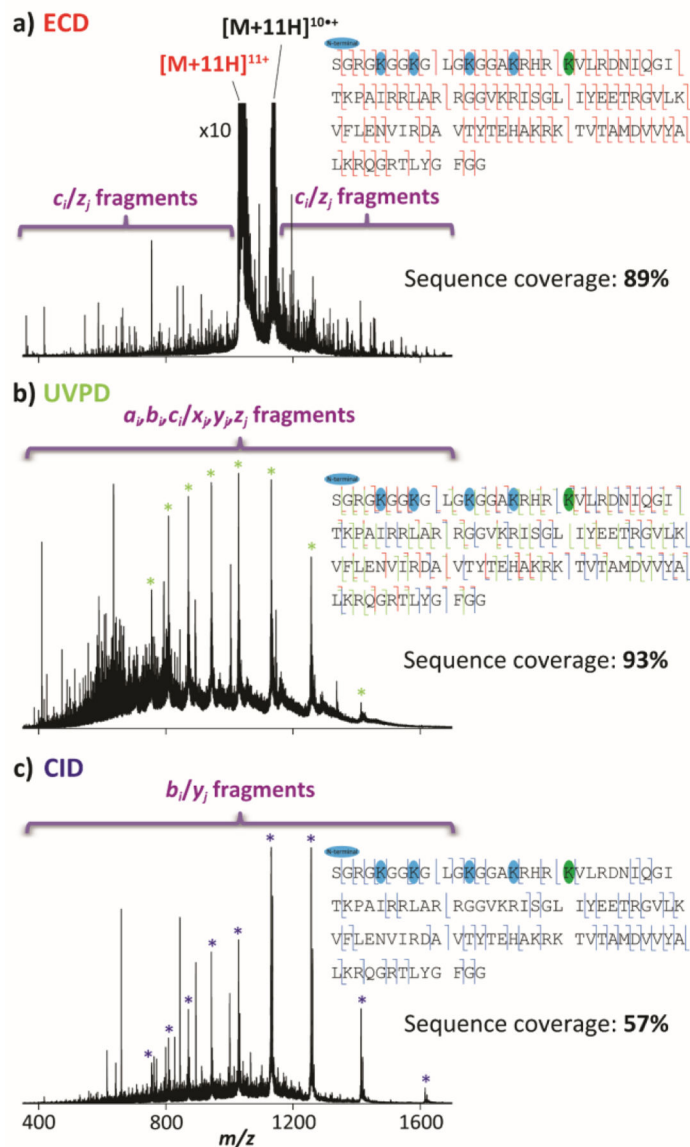 a) ECD
[M+11H]¹⁰•⁺
[M+11H]¹¹⁺
x10
cᵢ/zⱼ fragments
cᵢ/zⱼ fragments
N-terminal
SGRGKGGKG LGKGGAKRHR KVLRDNIQGI
TKPAIRRLAR RGGVKRISGL IYEETRGVLK
VFLENVIRDA VTYTEHAKRK TVTAMDVVYA
LKRQGRTLYG FGG
Sequence coverage: 89%
b) UVPD
aᵢ,bᵢ,cᵢ/xⱼ,yⱼ,zⱼ fragments
* * * * * * * *
N-terminal
SGRGKGGKG LGKGGAKRHR KVLRDNIQGI
TKPAIRRLAR RGGVKRISGL IYEETRGVLK
VFLENVIRDA VTYTEHAKRK TVTAMDVVYA
LKRQGRTLYG FGG
Sequence coverage: 93%
c) CID
bᵢ/yⱼ fragments
* * * * * * * * *
N-terminal
SGRGKGGKG LGKGGAKRHR KVLRDNIQGI
TKPAIRRLAR RGGVKRISGL IYEETRGVLK
VFLENVIRDA VTYTEHAKRK TVTAMDVVYA
LKRQGRTLYG FGG
Sequence coverage: 57%
400 800 1200 1600
m/z